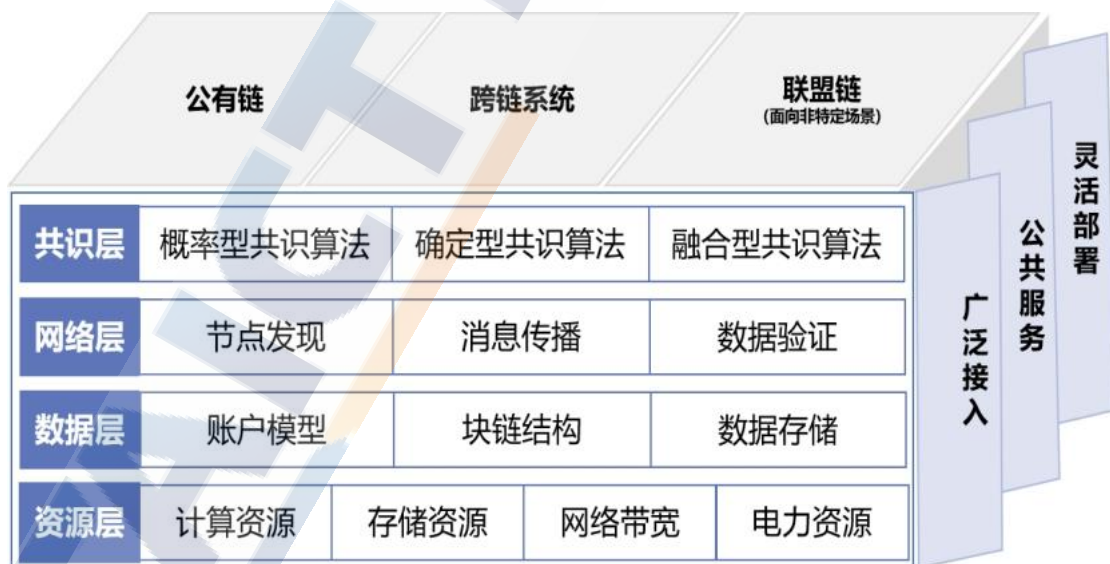 公有链
跨链系统
联盟链
(面向非特定场景)
共识层 概率型共识算法 确定型共识算法 融合型共识算法
网络层 节点发现 消息传播 数据验证
数据层 账户模型 块链结构 数据存储
资源层 计算资源 存储资源 网络带宽 电力资源
广泛接入
公共服务
灵活部署